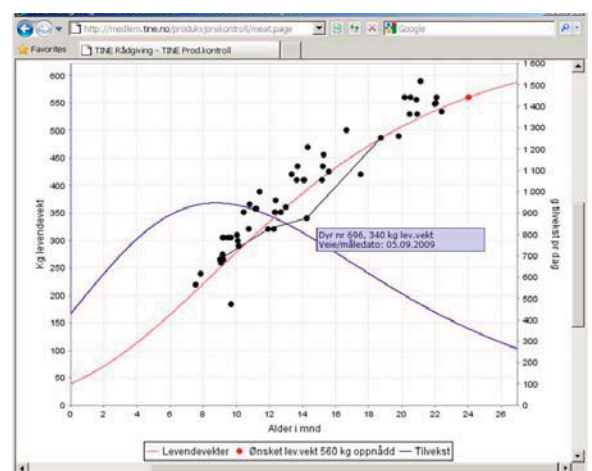 http://medlem.tine.no/produksjonskontroll/meat.page
Google
Favorites
TINE Rådgiving - TINE Prod.kontroll
Kg levendevekt
600
550
500
450
400
350
300
250
200
150
100
50
0
1 600
1 500
1 400
1 300
1 200
1 100
1 000
900
800
700
600
500
400
300
200
100
0
g tilvekst pr dag
Dyr nr 696, 340 kg lev.vekt
Veie/måledato: 05.09.2009
0 2 4 6 8 10 12 14 16 18 20 22 24 26
Alder i mnd
Levendevekter Ønsket lev.vekt 560 kg oppnådd Tilvekst